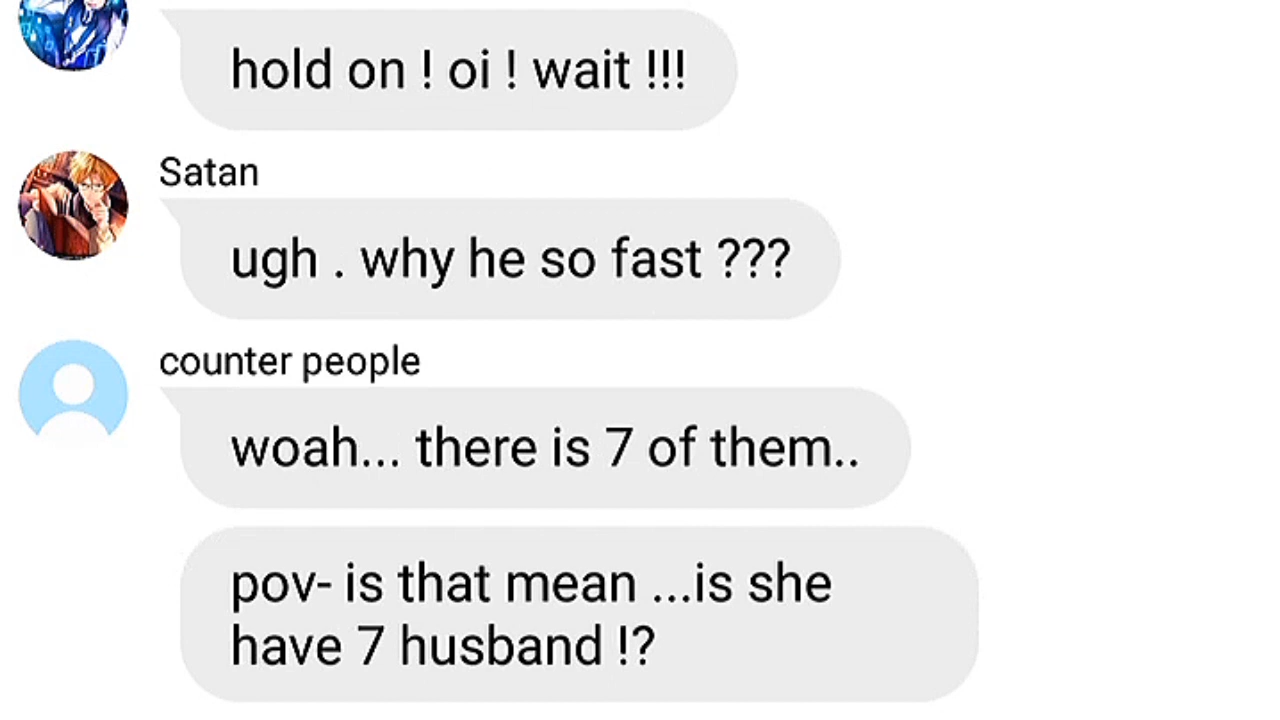 hold on ! oi ! wait !!!
Satan
ugh . why he so fast ???
counter people
woah... there is 7 of them..
pov- is that mean ...is she
have 7 husband !?